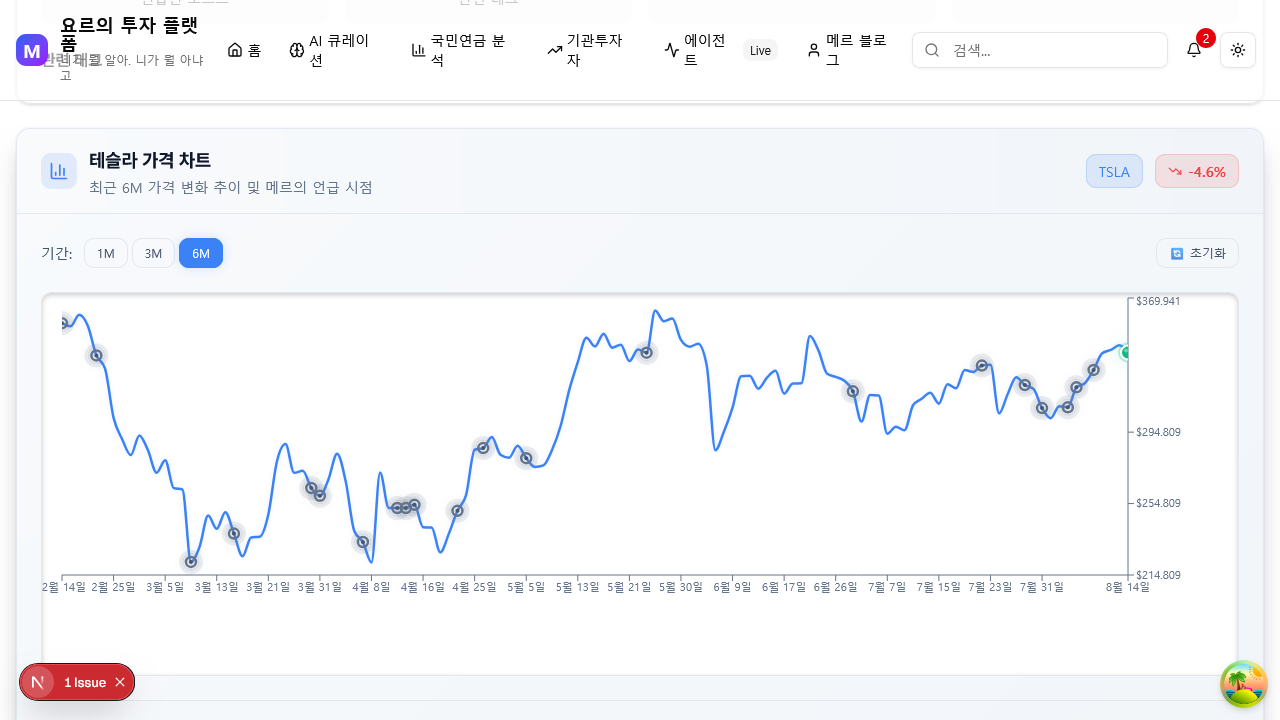 요르의 투자 플랫
폼
관련 태그
고
홈
AI 큐레이
션
국민연금 분
석
기관투자
자
에이전
트
Live
메르 블로
그
검색...
2
M
테슬라 가격 차트
최근 6M 가격 변화 추이 및 메르의 언급 시점
TSLA
-4.6%
기간:
1M
3M
6M
초기화
$369.941
$294.809
$254.809
$214.809
2월 14일
2월 25일
3월 5일
3월 13일
3월 21일
3월 31일
4월 8일
4월 16일
4월 25일
5월 5일
5월 13일
5월 21일
5월 30일
6월 9일
6월 17일
6월 26일
7월 7일
7월 15일
7월 23일
7월 31일
8월 14일
N
1 Issue